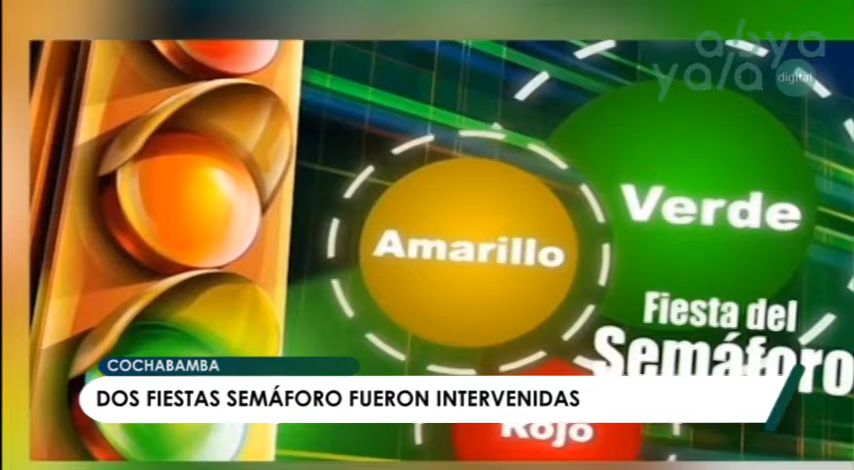 abya
yala
digital
Verde
Amarillo
Fiesta del
Semáforo
COCHABAMBA
DOS FIESTAS SEMÁFORO FUERON INTERVENIDAS
Rojo